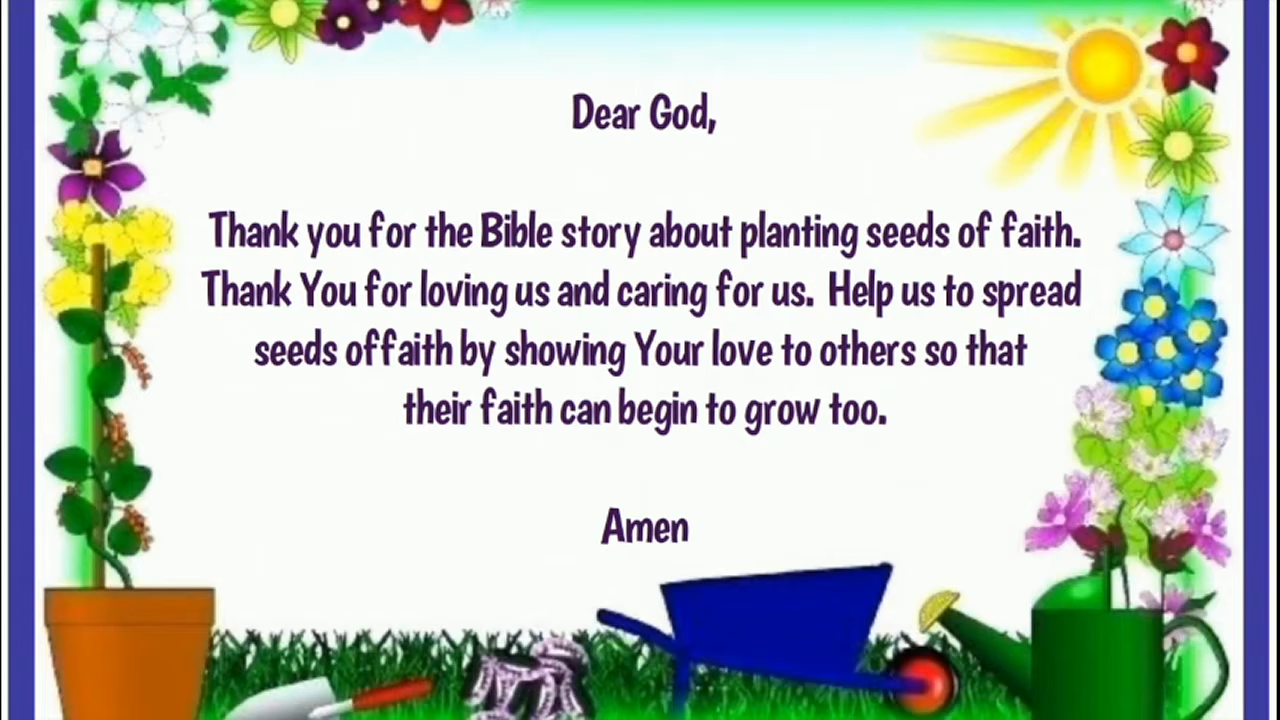 Dear God,
Thank you for the Bible story about planting seeds of faith.
Thank You for loving us and caring for us.  Help us to spread
seeds offaith by showing Your love to others so that
their faith can begin to grow too.
Amen